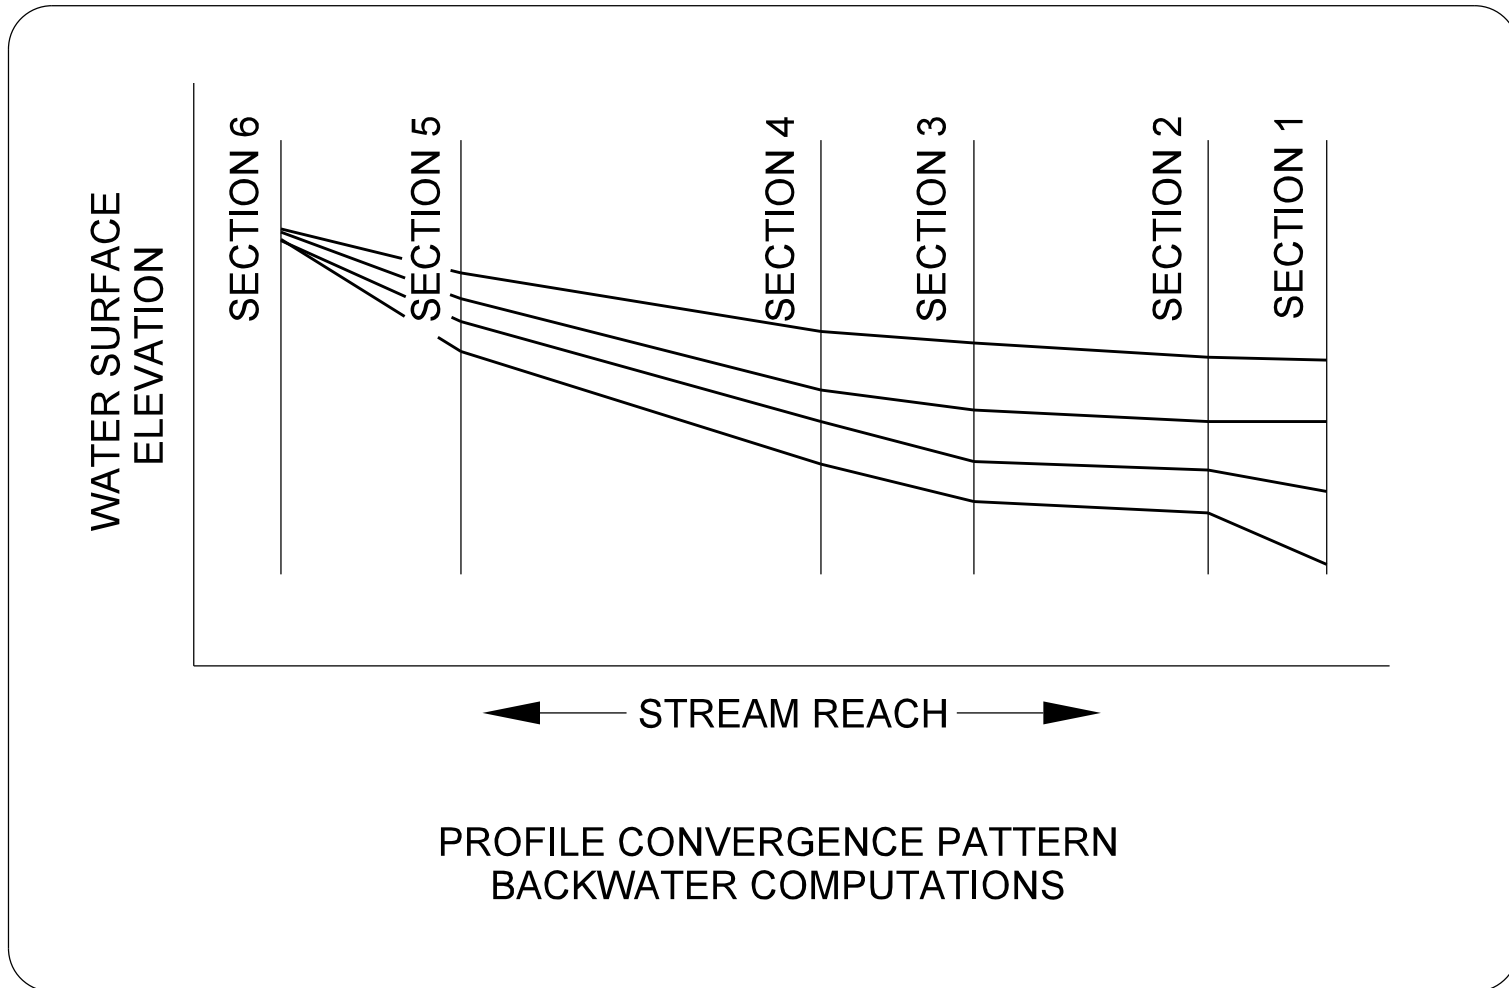 WATER SURFACE
ELEVATION
SECTION 6
SECTION 5
SECTION 4
SECTION 3
SECTION 2
SECTION 1
STREAM REACH
PROFILE CONVERGENCE PATTERN
BACKWATER COMPUTATIONS